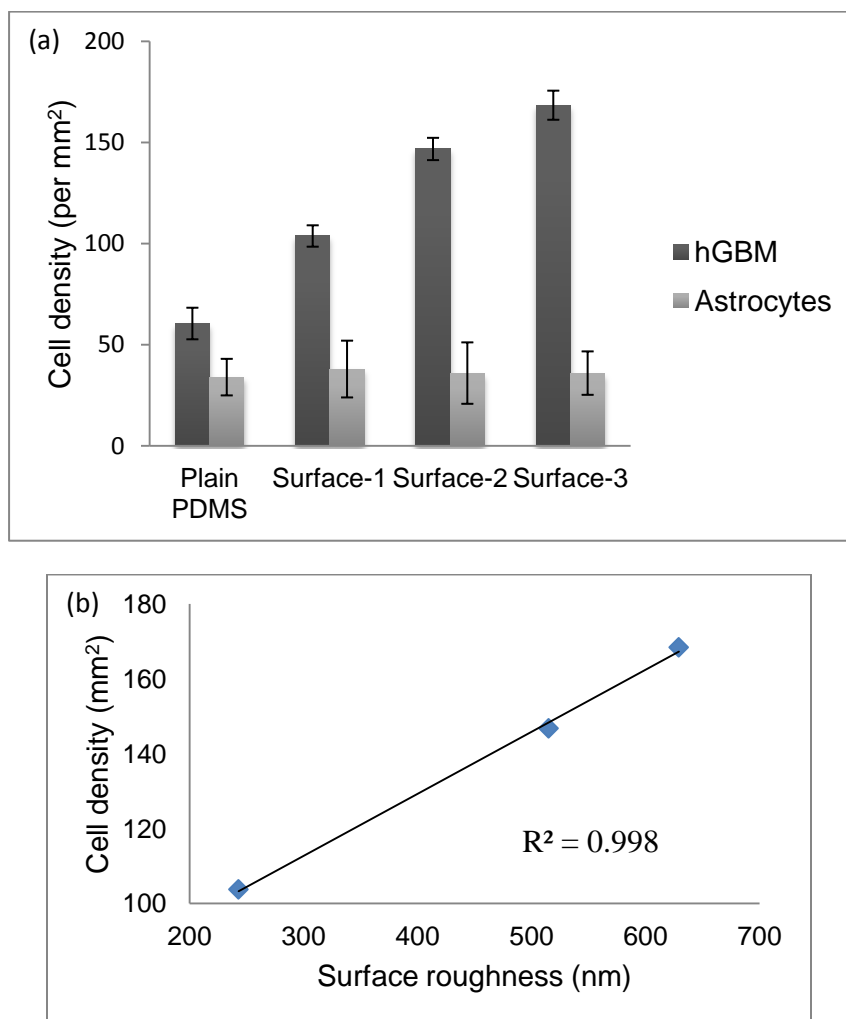 (a)
200
150
100
50
0
Cell density (per mm²)
Plain PDMS
Surface-1
Surface-2
Surface-3
hGBM
Astrocytes
(b)
180
160
140
120
100
Cell density (mm²)
R² = 0.998
200 300 400 500 600 700
Surface roughness (nm)